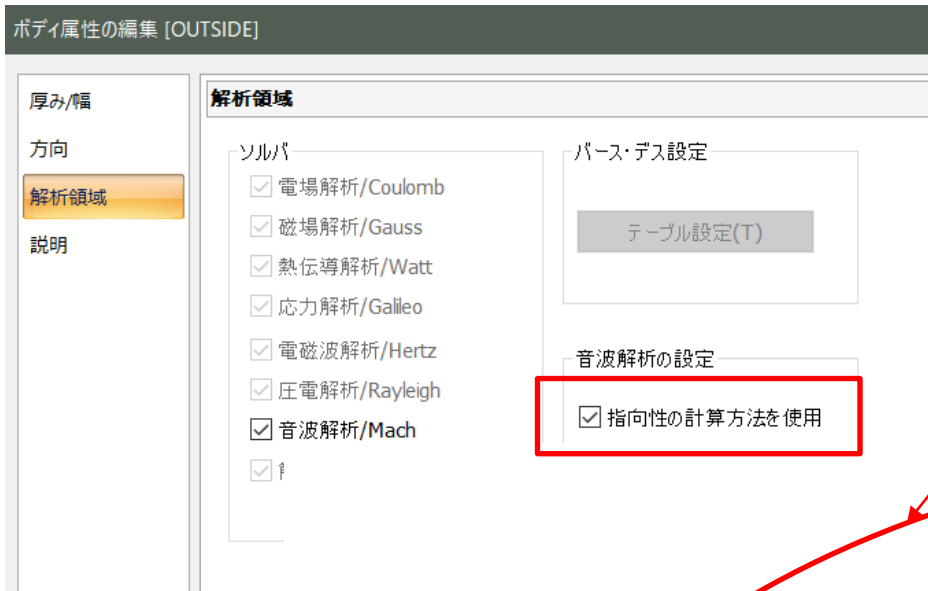 ボディ属性の編集 [OUTSIDE]
厚み/幅
方向
解析領域
説明
解析領域
ソルバ
電場解析/Coulomb
磁場解析/Gauss
熱伝導解析/Watt
応力解析/Galileo
電磁波解析/Hertz
圧電解析/Rayleigh
音波解析/Mach
バース・デス設定
テーブル設定(T)
音波解析の設定
指向性の計算方法を使用